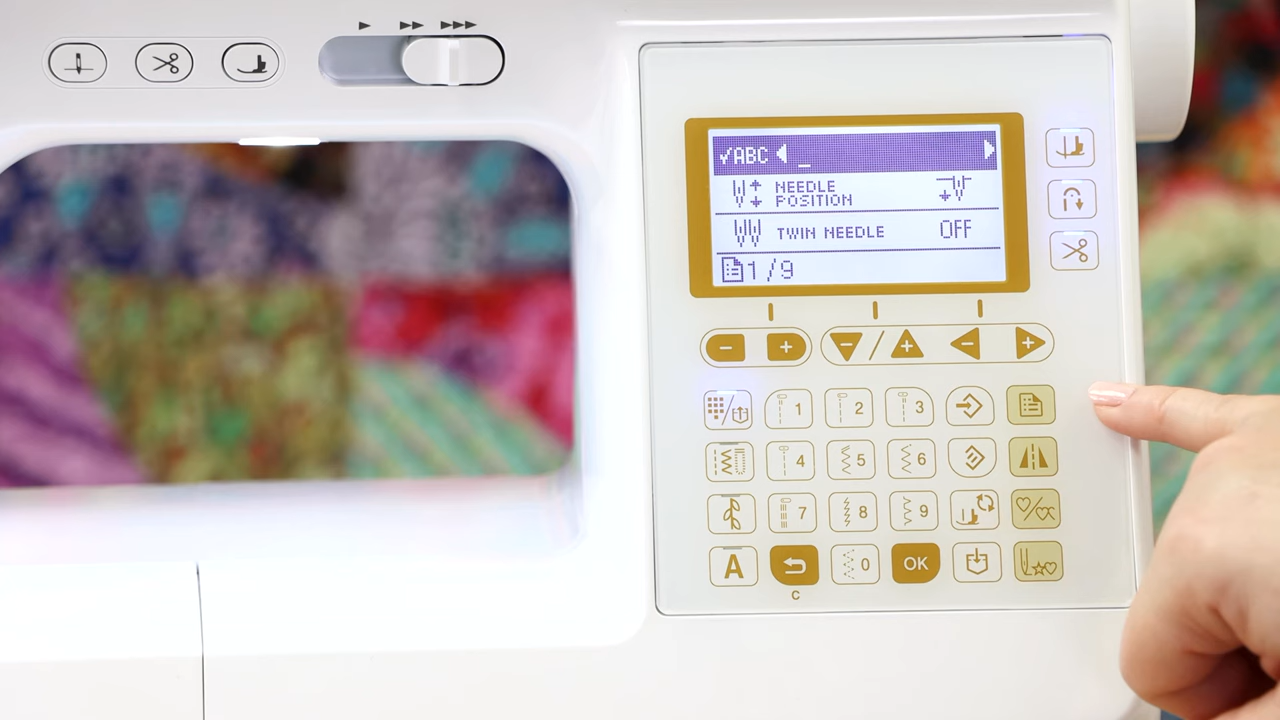 √ABC _
NEEDLE
POSITION
TWIN NEEDLE OFF
1/9
- + - / + - +
1 2 3
4 5 6
7 8 9
A 0 OK
C